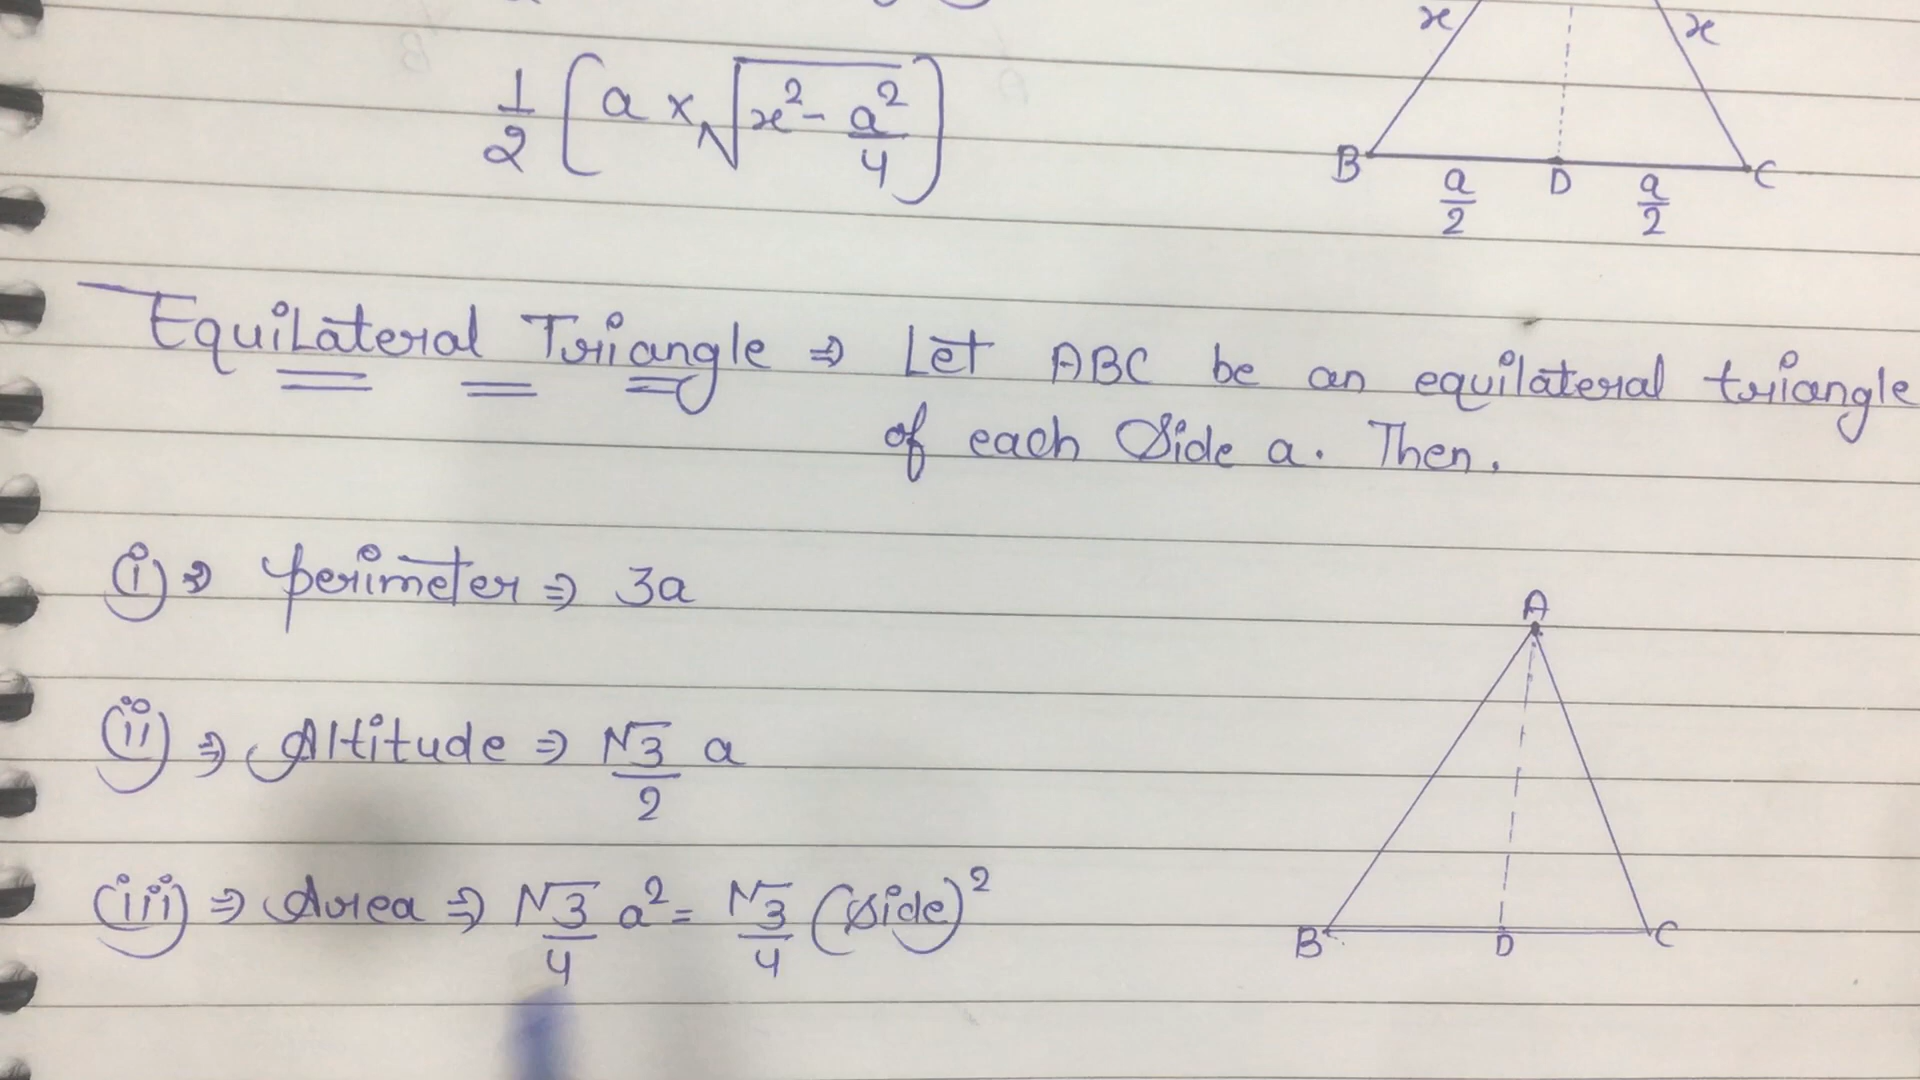 x x
1/2 [a × √(x² - a²/4)]
B a/2 D a/2 C
Equilateral Triangle ⇒ Let ABC be an equilateral triangle
of each side a. Then,
(i) ⇒ perimeter ⇒ 3a
A
(ii) ⇒ Altitude ⇒ √3/2 a
(iii) ⇒ Area ⇒ √3/4 a² = √3/4 (side)²
B D C